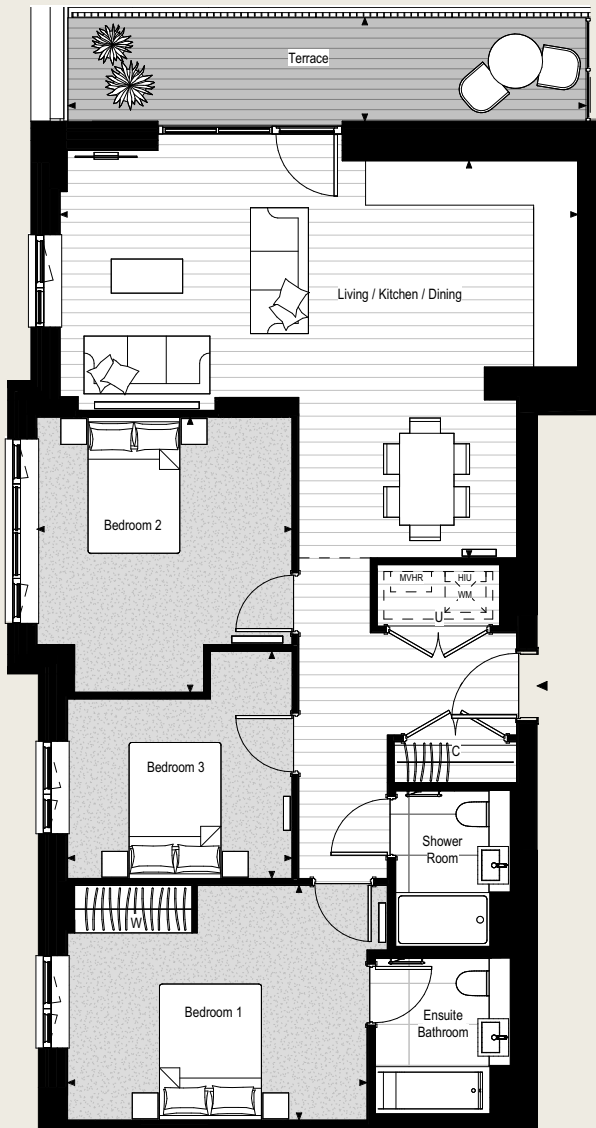 Terrace
Living / Kitchen / Dining
Bedroom 2
MVHR
HIU
WM
U
Bedroom 3
C
Shower
Room
W
Bedroom 1
Ensuite
Bathroom